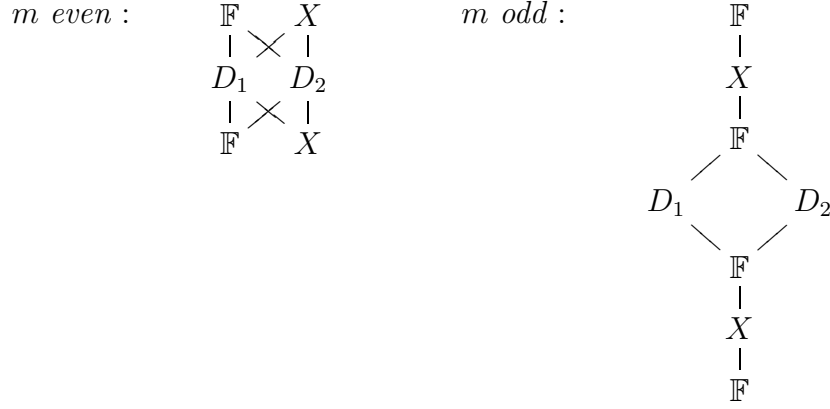 m even : 𝔽 X m odd : 𝔽
D₁ D₂ X
𝔽 X 𝔽
D₁ D₂
𝔽
X
𝔽